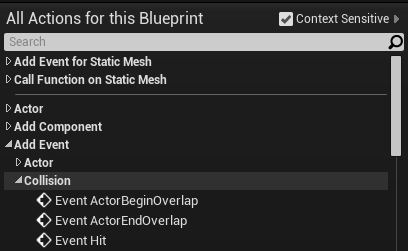 All Actions for this Blueprint Context Sensitive
Search
Add Event for Static Mesh
Call Function on Static Mesh
Actor
Add Component
Add Event
Actor
Collision
Event ActorBeginOverlap
Event ActorEndOverlap
Event Hit